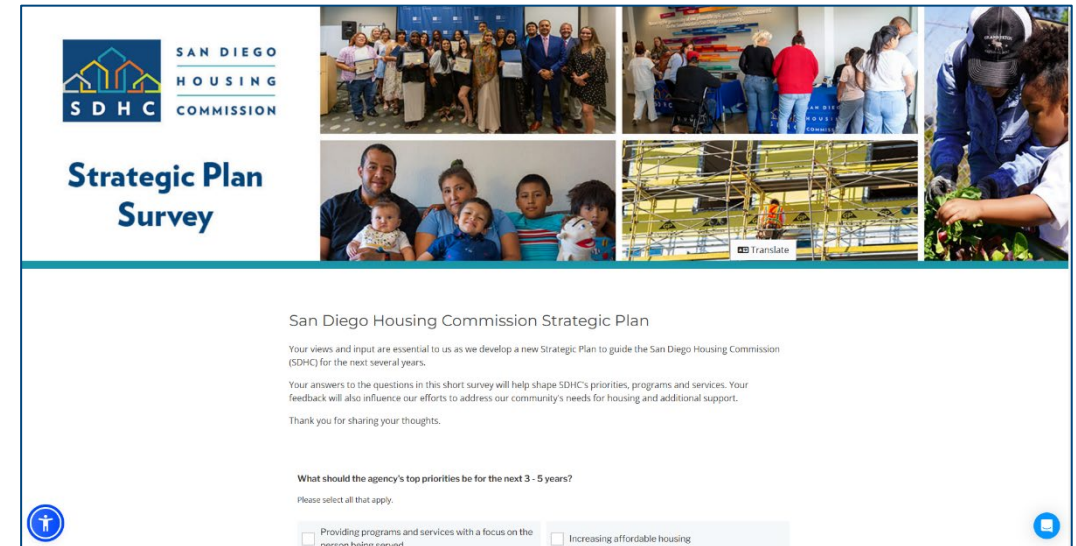 SAN DIEGO
HOUSING
COMMISSION
SDHC
Strategic Plan
Survey
Translate
San Diego Housing Commission Strategic Plan
Your views and input are essential to us as we develop a new Strategic Plan to guide the San Diego Housing Commission
(SDHC) for the next several years.
Your answers to the questions in this short survey will help shape SDHC's priorities, programs and services. Your
feedback will also influence our efforts to address our community's needs for housing and additional support.
Thank you for sharing your thoughts.
What should the agency's top priorities be for the next 3 - 5 years?
Please select all that apply.
Providing programs and services with a focus on the
person being served
Increasing affordable housing